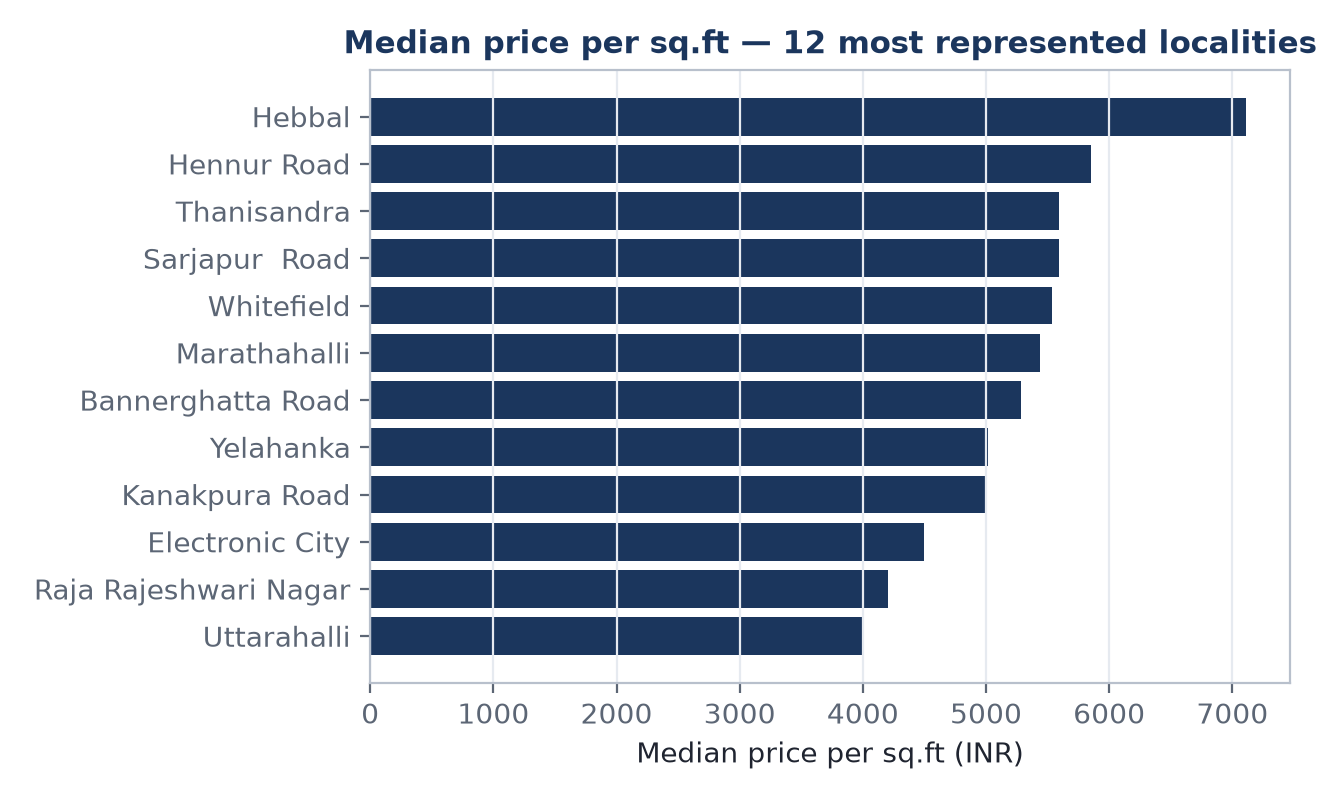 Median price per sq.ft — 12 most represented localities
Hebbal
Hennur Road
Thanisandra
Sarjapur  Road
Whitefield
Marathahalli
Bannerghatta Road
Yelahanka
Kanakpura Road
Electronic City
Raja Rajeshwari Nagar
Uttarahalli
0 1000 2000 3000 4000 5000 6000 7000
Median price per sq.ft (INR)